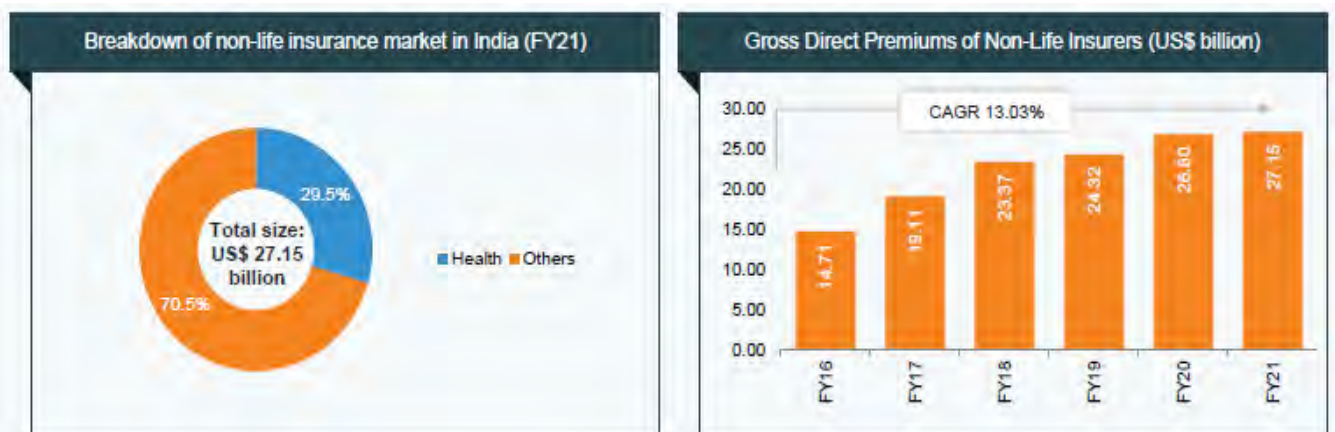 Breakdown of non-life insurance market in India (FY21)
29.5%
Total size:
US$ 27.15
billion
70.5%
Health
Others
Gross Direct Premiums of Non-Life Insurers (US$ billion)
30.00
25.00
20.00
15.00
10.00
5.00
0.00
CAGR 13.03%
14.71
19.11
23.37
24.32
26.80
27.15
FY16
FY17
FY18
FY19
FY20
FY21